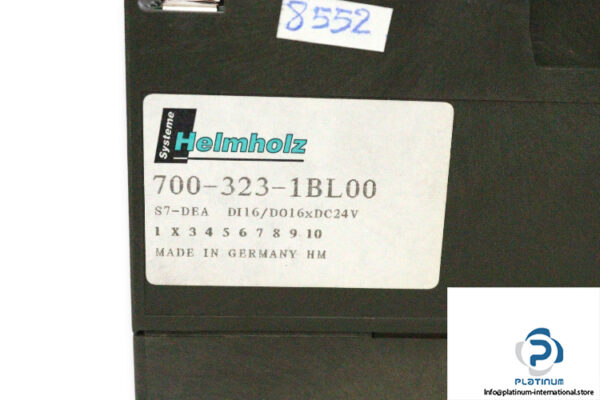 8552
Systeme
Helmholz
700-323-1BL00
S7-DEA DI16/DO16xDC24V
1 X 3 4 5 6 7 8 9 10
MADE IN GERMANY HM
PLATINUM
Info@platinum-international.store